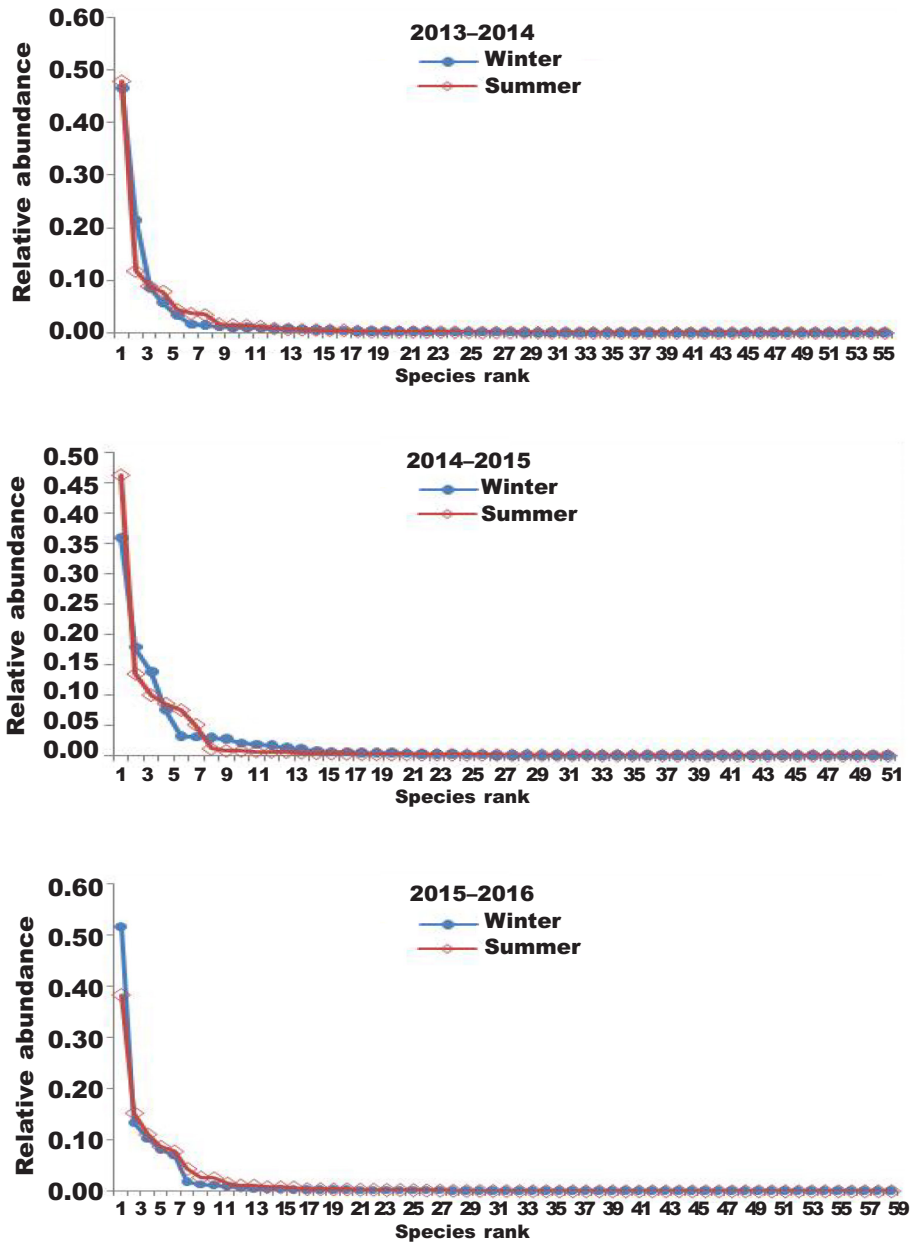 2013–2014
Winter
Summer
Relative abundance
0.60
0.50
0.40
0.30
0.20
0.10
0.00
1 3 5 7 9 11 13 15 17 19 21 23 25 27 29 31 33 35 37 39 41 43 45 47 49 51 53 55
Species rank
2014–2015
Winter
Summer
Relative abundance
0.50
0.45
0.40
0.35
0.30
0.25
0.20
0.15
0.10
0.05
0.00
1 3 5 7 9 11 13 15 17 19 21 23 25 27 29 31 33 35 37 39 41 43 45 47 49 51
Species rank
2015–2016
Winter
Summer
Relative abundance
0.60
0.50
0.40
0.30
0.20
0.10
0.00
1 3 5 7 9 11 13 15 17 19 21 23 25 27 29 31 33 35 37 39 41 43 45 47 49 51 53 55 57 59
Species rank